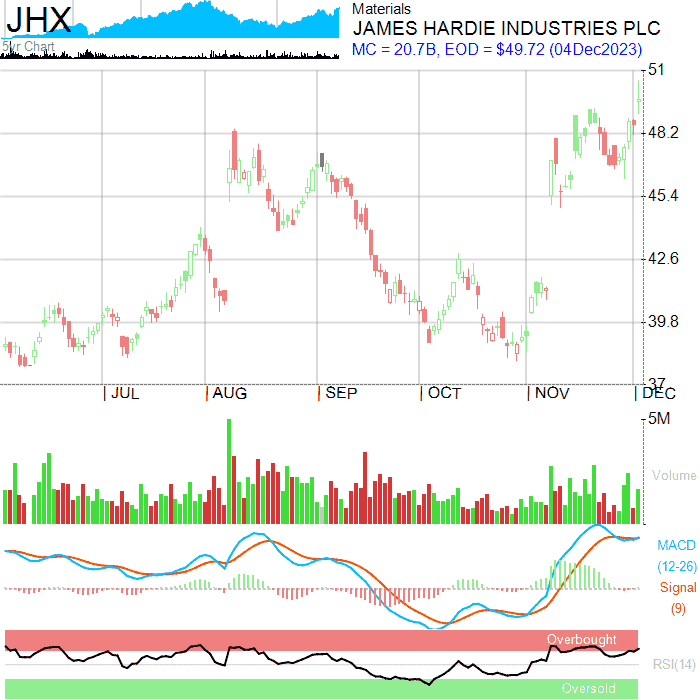 JHX
5yr Chart
Materials
JAMES HARDIE INDUSTRIES PLC
MC = 20.7B, EOD = $49.72 (04Dec2023)
51
48.2
45.4
42.6
39.8
37
JUL AUG SEP OCT NOV DEC
5M
Volume
MACD
(12-26)
Signal
(9)
Overbought
RSI(14)
Oversold